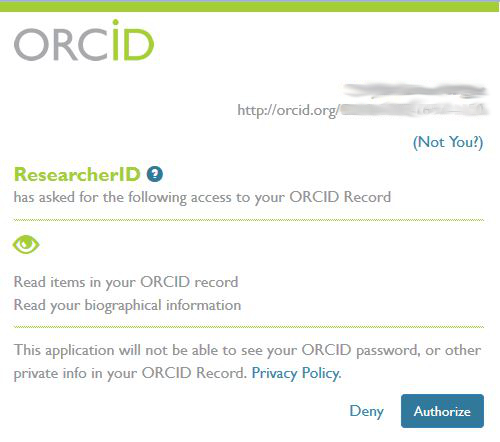 ORCiD
http://orcid.org/
(Not You?)
ResearcherID ?
has asked for the following access to your ORCID Record
Read items in your ORCID record
Read your biographical information
This application will not be able to see your ORCID password, or other
private info in your ORCID Record. Privacy Policy.
Deny Authorize